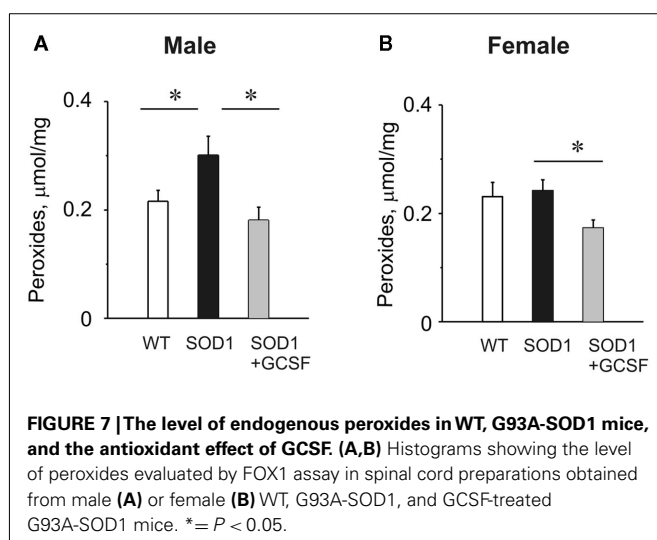 A Male
0.4
* *
0.2
0
Peroxides, μmol/mg
WT SOD1 SOD1
+GCSF
B Female
0.4
*
0.2
0
Peroxides, μmol/mg
WT SOD1 SOD1
+GCSF
FIGURE 7 | The level of endogenous peroxides in WT, G93A-SOD1 mice,
and the antioxidant effect of GCSF. (A,B) Histograms showing the level
of peroxides evaluated by FOX1 assay in spinal cord preparations obtained
from male (A) or female (B) WT, G93A-SOD1, and GCSF-treated
G93A-SOD1 mice. *= P < 0.05.